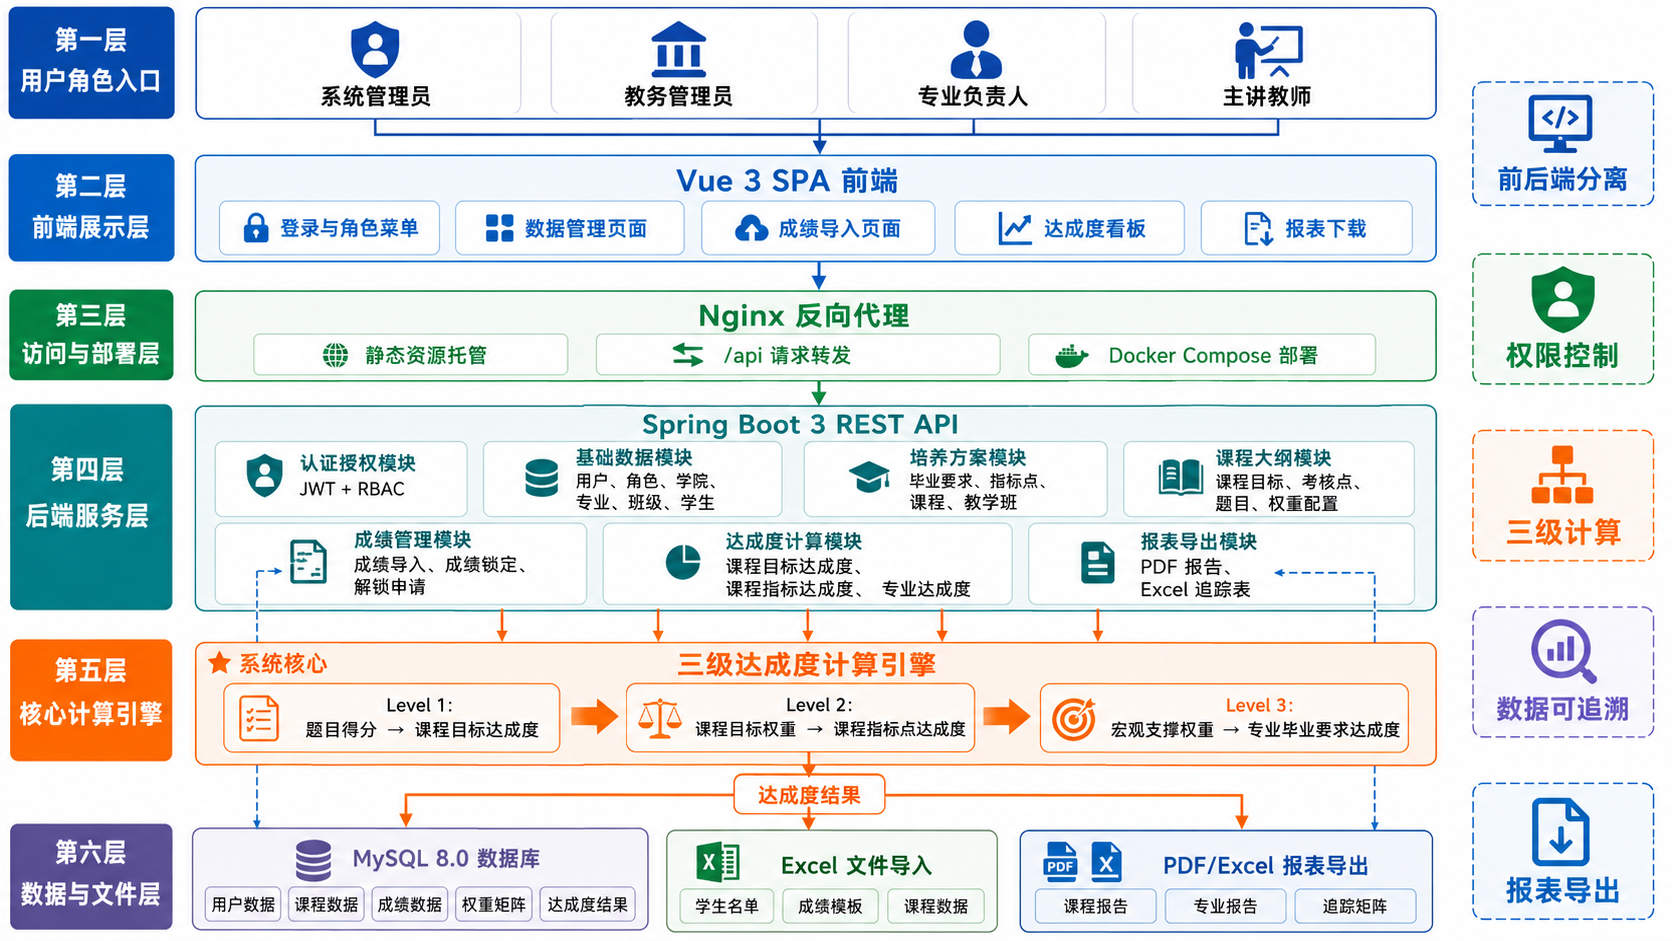 第一层
用户角色入口
系统管理员
教务管理员
专业负责人
主讲教师
第二层
前端展示层
Vue 3 SPA 前端
登录与角色菜单
数据管理页面
成绩导入页面
达成度看板
报表下载
第三层
访问与部署层
Nginx 反向代理
静态资源托管
/api 请求转发
Docker Compose 部署
第四层
后端服务层
Spring Boot 3 REST API
认证授权模块
JWT + RBAC
基础数据模块
用户、角色、学院、
专业、班级、学生
培养方案模块
毕业要求、指标点、
课程、教学班
课程大纲模块
课程目标、考核点、
题目、权重配置
成绩管理模块
成绩导入、成绩锁定、
解锁申请
达成度计算模块
课程目标达成度、
课程指标达成度、 专业达成度
报表导出模块
PDF 报告、
Excel 追踪表
第五层
核心计算引擎
系统核心
三级达成度计算引擎
Level 1:
题目得分 → 课程目标达成度
Level 2:
课程目标权重 → 课程指标点达成度
Level 3:
宏观支撑权重 → 专业毕业要求达成度
达成度结果
第六层
数据与文件层
MySQL 8.0 数据库
用户数据
课程数据
成绩数据
权重矩阵
达成度结果
X
Excel 文件导入
学生名单
成绩模板
课程数据
PDF
X
PDF/Excel 报表导出
课程报告
专业报告
追踪矩阵
</>
前后端分离
权限控制
三级计算
数据可追溯
报表导出